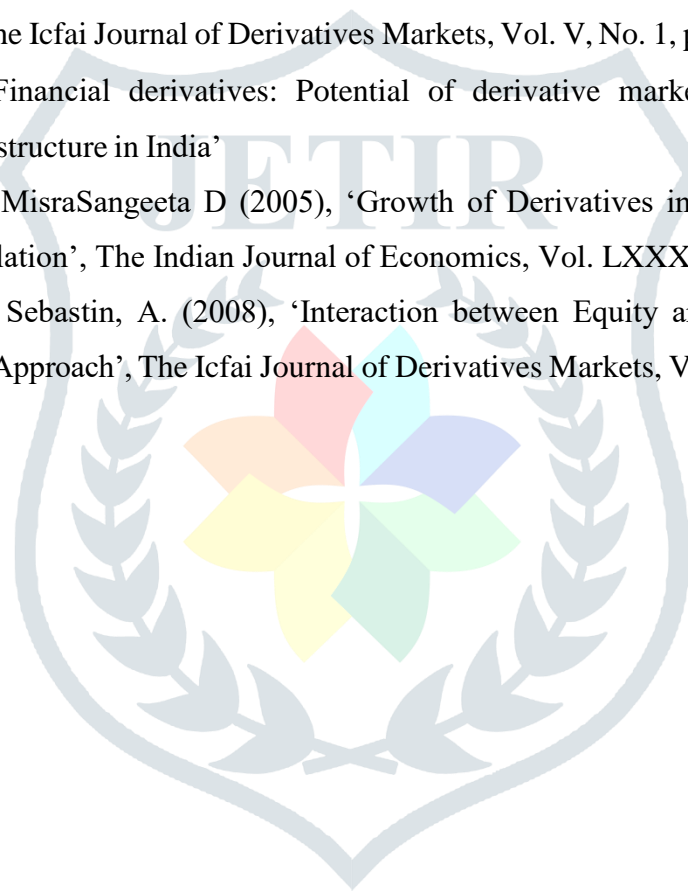 ne Icfai Journal of Derivatives Markets, Vol. V, No. 1, p
Financial derivatives: Potential of derivative marke
structure in India’
JETIR
MisraSangeeta D (2005), ‘Growth of Derivatives in
lation’, The Indian Journal of Economics, Vol. LXXX
Sebastin, A. (2008), ‘Interaction between Equity a
Approach’, The Icfai Journal of Derivatives Markets, V